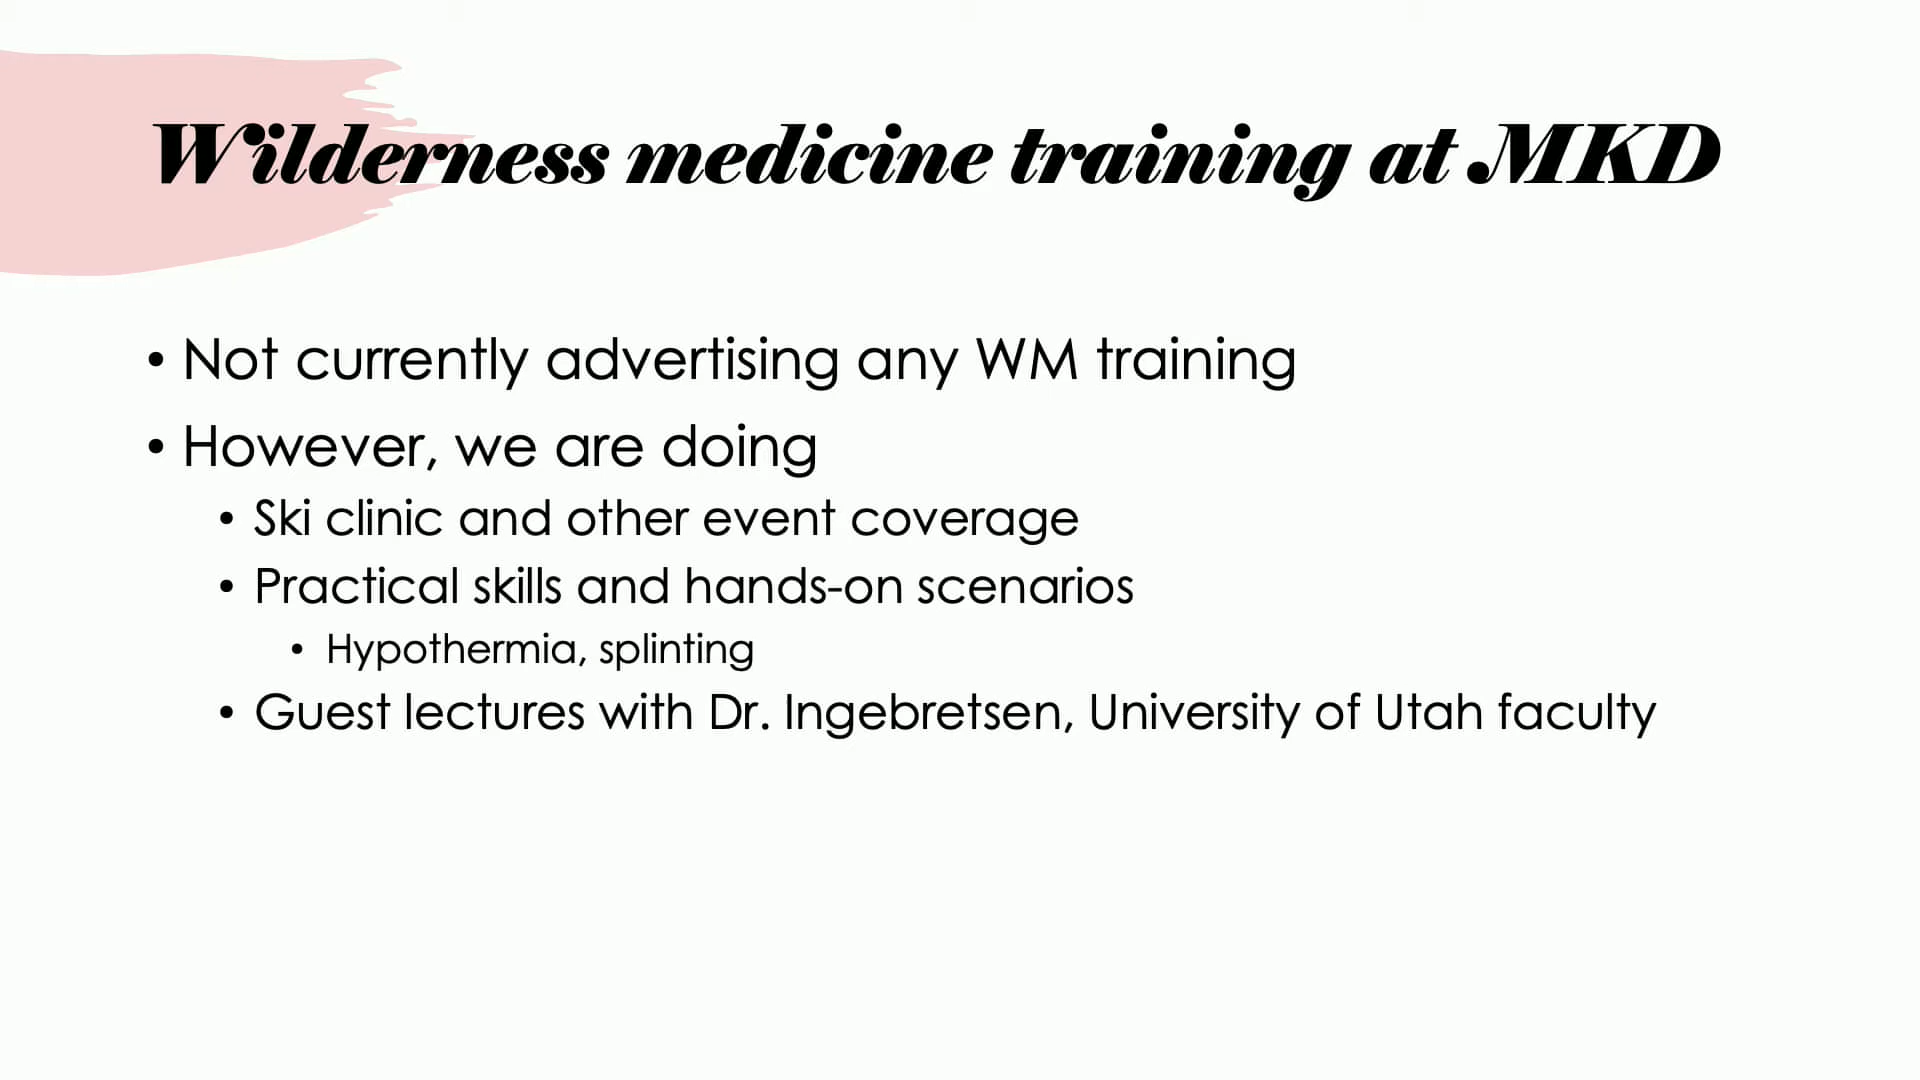 Wilderness medicine training at MKD
• Not currently advertising any WM training
• However, we are doing
• Ski clinic and other event coverage
• Practical skills and hands-on scenarios
• Hypothermia, splinting
• Guest lectures with Dr. Ingebretsen, University of Utah faculty